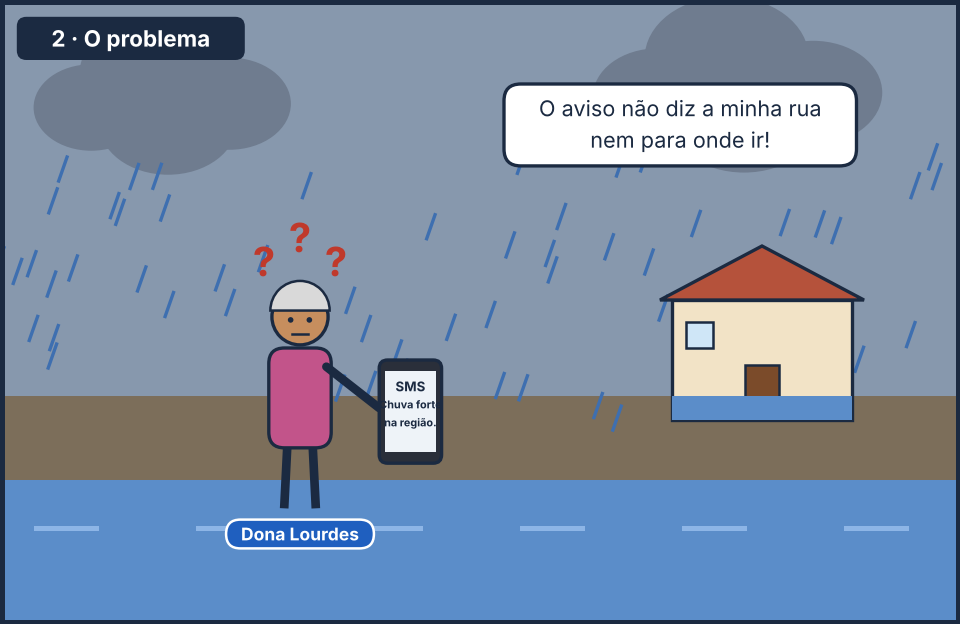 2 · O problema
O aviso não diz a minha rua
nem para onde ir!
? ? ?
SMS
Chuva forte
na região.
Dona Lourdes